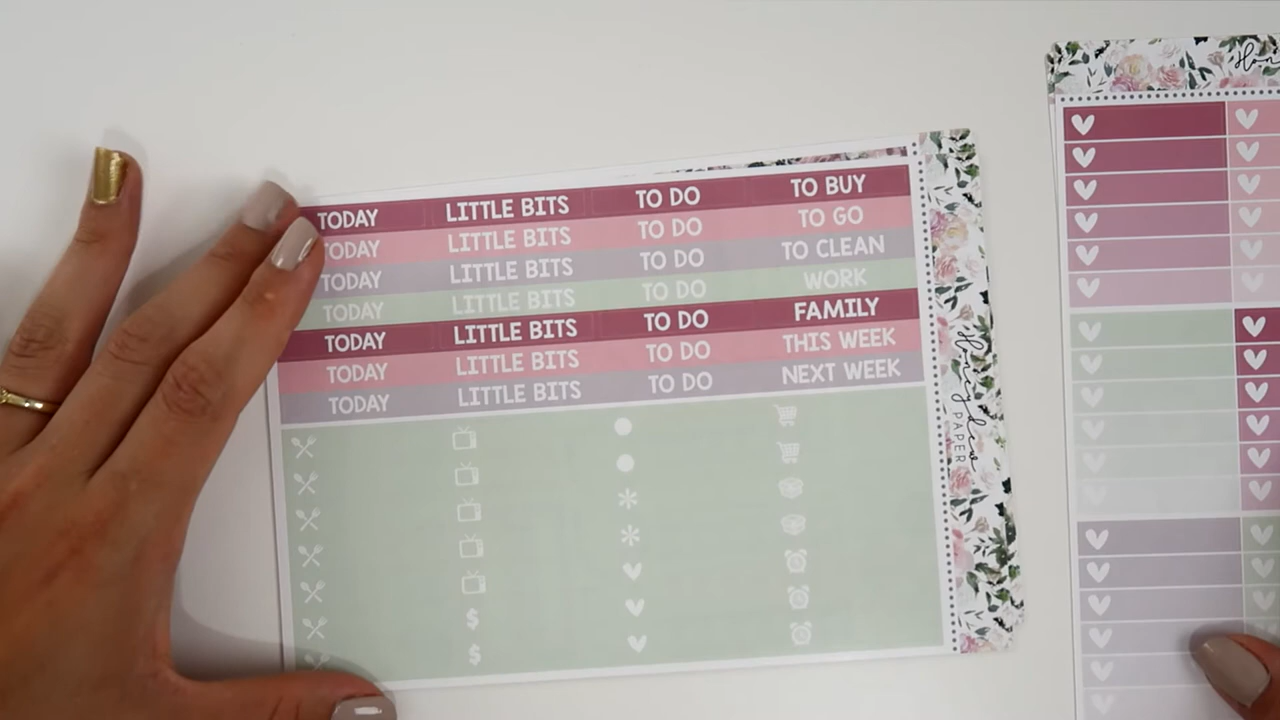 TODAY LITTLE BITS TO DO TO BUY
TODAY LITTLE BITS TO DO TO GO
TODAY LITTLE BITS TO DO TO CLEAN
TODAY LITTLE BITS TO DO WORK
TODAY LITTLE BITS TO DO FAMILY
TODAY LITTLE BITS TO DO THIS WEEK
TODAY LITTLE BITS TO DO NEXT WEEK
$
$
Honeydew
PAPER
Hon